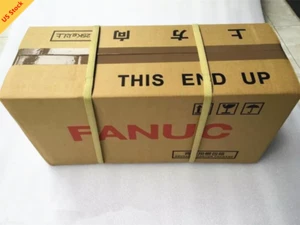 US Stock
上方向
THIS END UP
FANUC